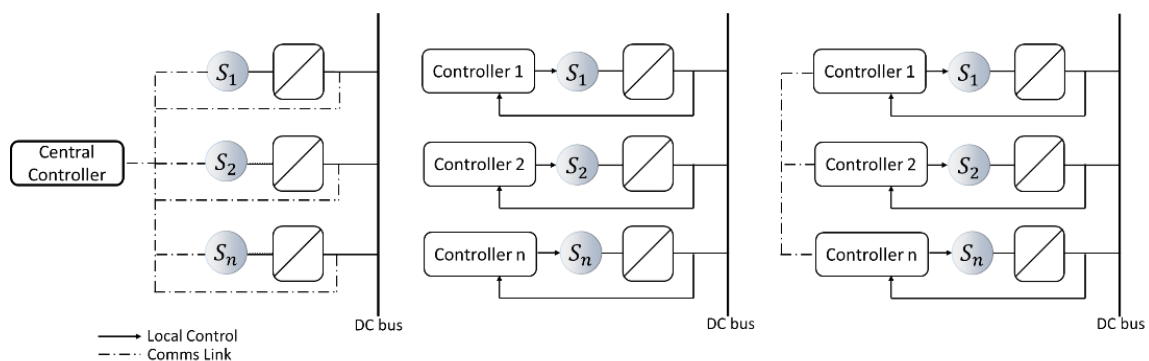 S1
S2
Sn
Central
Controller
DC bus
Local Control
Comms Link
Controller 1
S1
Controller 2
S2
Controller n
Sn
DC bus
Controller 1
S1
Controller 2
S2
Controller n
Sn
DC bus